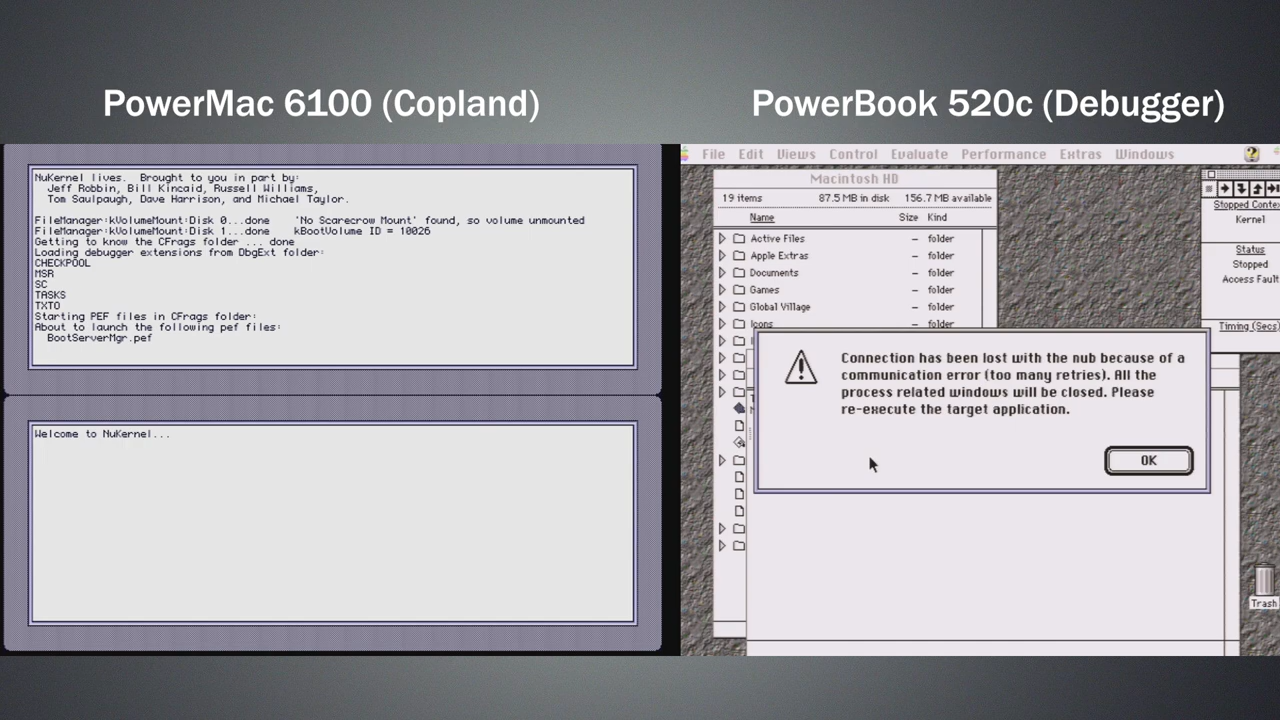 PowerMac 6100 (Copland)
NuKernel lives.  Brought to you in part by:
Jeff Robbin, Bill Kincaid, Russell Williams,
Tom Saulpaugh, Dave Harrison, and Michael Taylor.
FileManager:kVolumeMount:Disk 0...done    'No Scarecrow Mount' found, so volume unmounted
FileManager:kVolumeMount:Disk 1...done    kBootVolume ID = 10026
Getting to know the CFrags folder ... done
Loading debugger extensions from DbgExt folder:
CHECKPOOL
MSR
SC
TASKS
TXTO
Starting PEF files in CFrags folder:
About to launch the following pef files:
BootServerMgr.pef
Welcome to NuKernel...
PowerBook 520c (Debugger)
File Edit Views Control Evaluate Performance Extras Windows
Macintosh HD
19 items 87.5 MB in disk 156.7 MB available
Name Size Kind
Active Files – folder
Apple Extras – folder
Documents – folder
Games – folder
Global Village – folder
Icons – folder
Connection has been lost with the nub because of a
communication error (too many retries). All the
process related windows will be closed. Please
re-execute the target application.
OK
Stopped
Kernel
Status
Stopped
Access Fault
Timing (Secs)
Trash